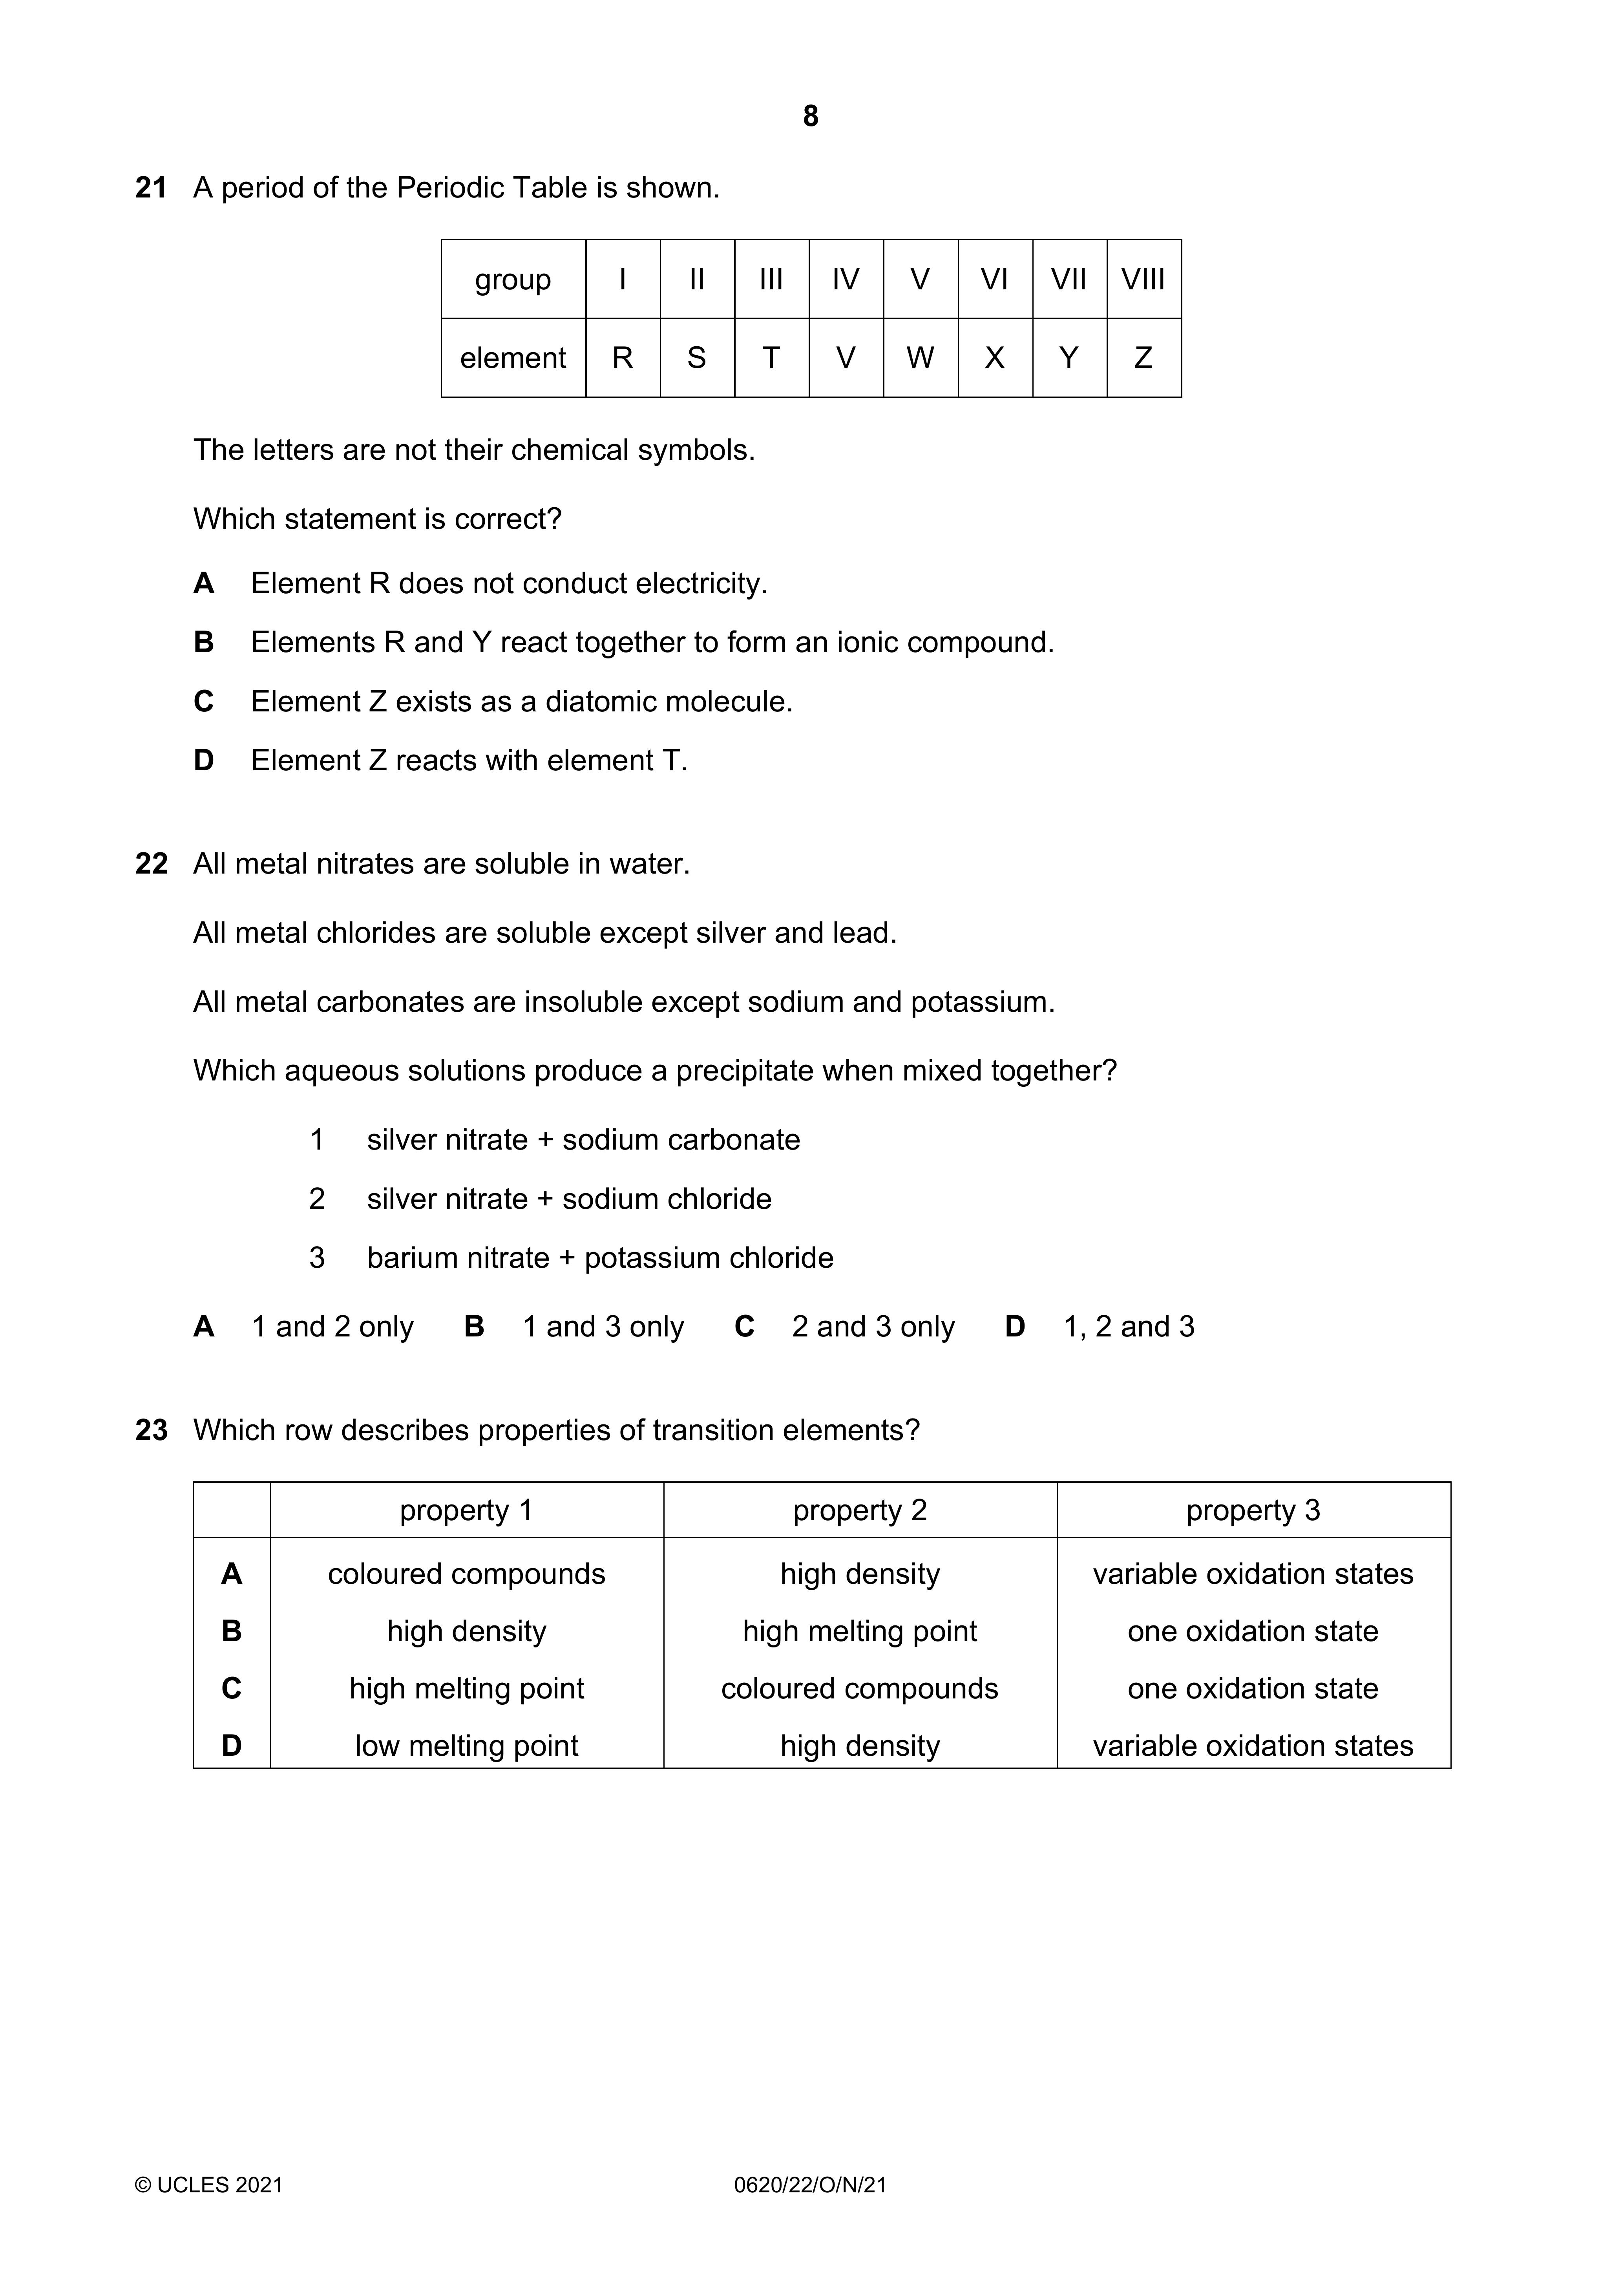 8
21 A period of the Periodic Table is shown.
group I II III IV V VI VII VIII
element R S T V W X Y Z
The letters are not their chemical symbols.
Which statement is correct?
A Element R does not conduct electricity.
B Elements R and Y react together to form an ionic compound.
C Element Z exists as a diatomic molecule.
D Element Z reacts with element T.
22 All metal nitrates are soluble in water.
All metal chlorides are soluble except silver and lead.
All metal carbonates are insoluble except sodium and potassium.
Which aqueous solutions produce a precipitate when mixed together?
1 silver nitrate + sodium carbonate
2 silver nitrate + sodium chloride
3 barium nitrate + potassium chloride
A 1 and 2 only B 1 and 3 only C 2 and 3 only D 1, 2 and 3
23 Which row describes properties of transition elements?
property 1 property 2 property 3
A coloured compounds high density variable oxidation states
B high density high melting point one oxidation state
C high melting point coloured compounds one oxidation state
D low melting point high density variable oxidation states
© UCLES 2021 0620/22/O/N/21